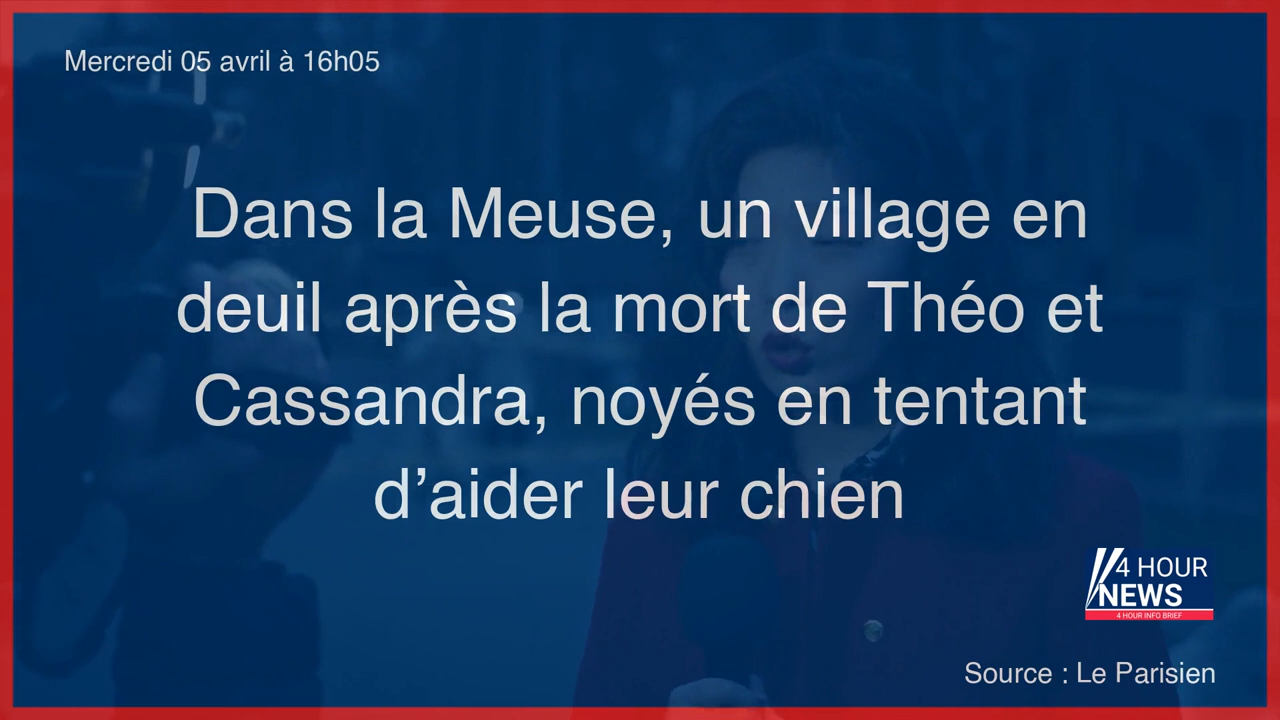 Mercredi 05 avril à 16h05
Dans la Meuse, un village en
deuil après la mort de Théo et
Cassandra, noyés en tentant
d’aider leur chien
4 HOUR
NEWS
4 HOUR INFO BRIEF
Source : Le Parisien